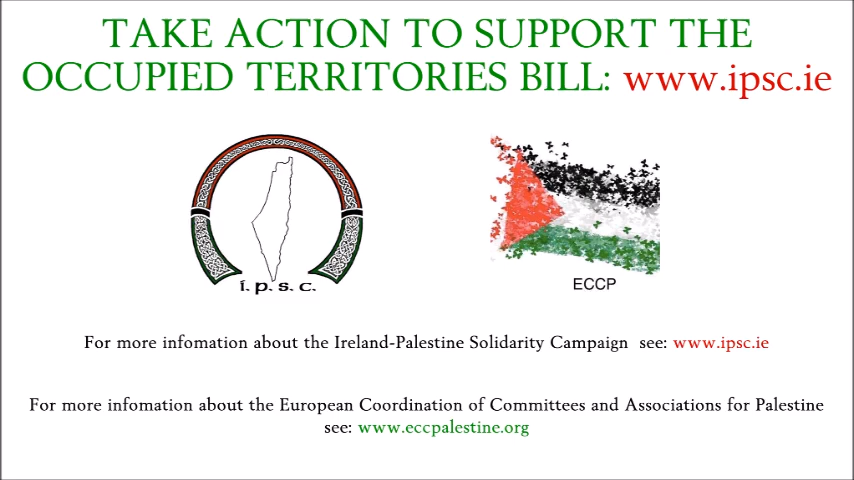 TAKE ACTION TO SUPPORT THE
OCCUPIED TERRITORIES BILL: www.ipsc.ie
i. p. s. c.
ECCP
For more infomation about the Ireland-Palestine Solidarity Campaign see: www.ipsc.ie
For more infomation about the European Coordination of Committees and Associations for Palestine
see: www.eccpalestine.org